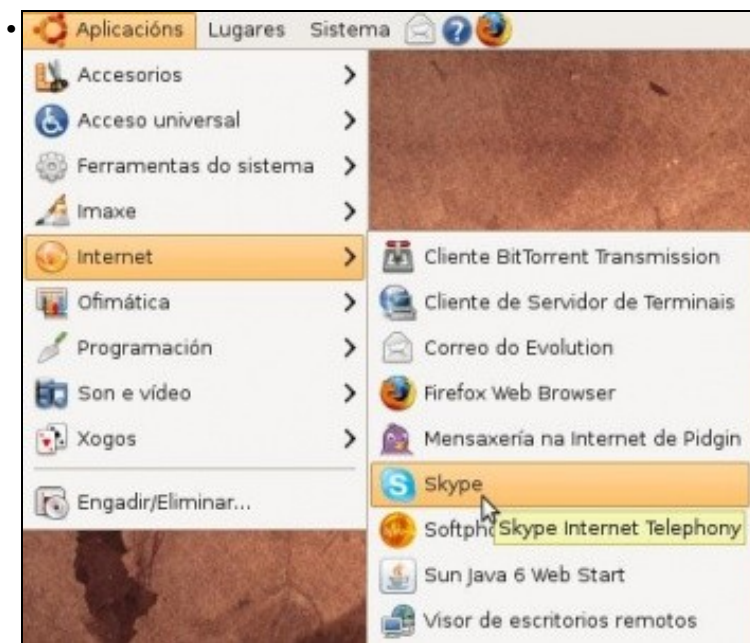 Aplicacións Lugares Sistema
Accesorios
Acceso universal
Ferramentas do sistema
Imaxe
Internet
Ofimática
Programación
Son e vídeo
Xogos
Engadir/Eliminar...
Cliente BitTorrent Transmission
Cliente de Servidor de Terminais
Correo do Evolution
Firefox Web Browser
Mensaxería na Internet de Pidgin
Skype
Skype Internet Telephony
Sun Java 6 Web Start
Visor de escritorios remotos